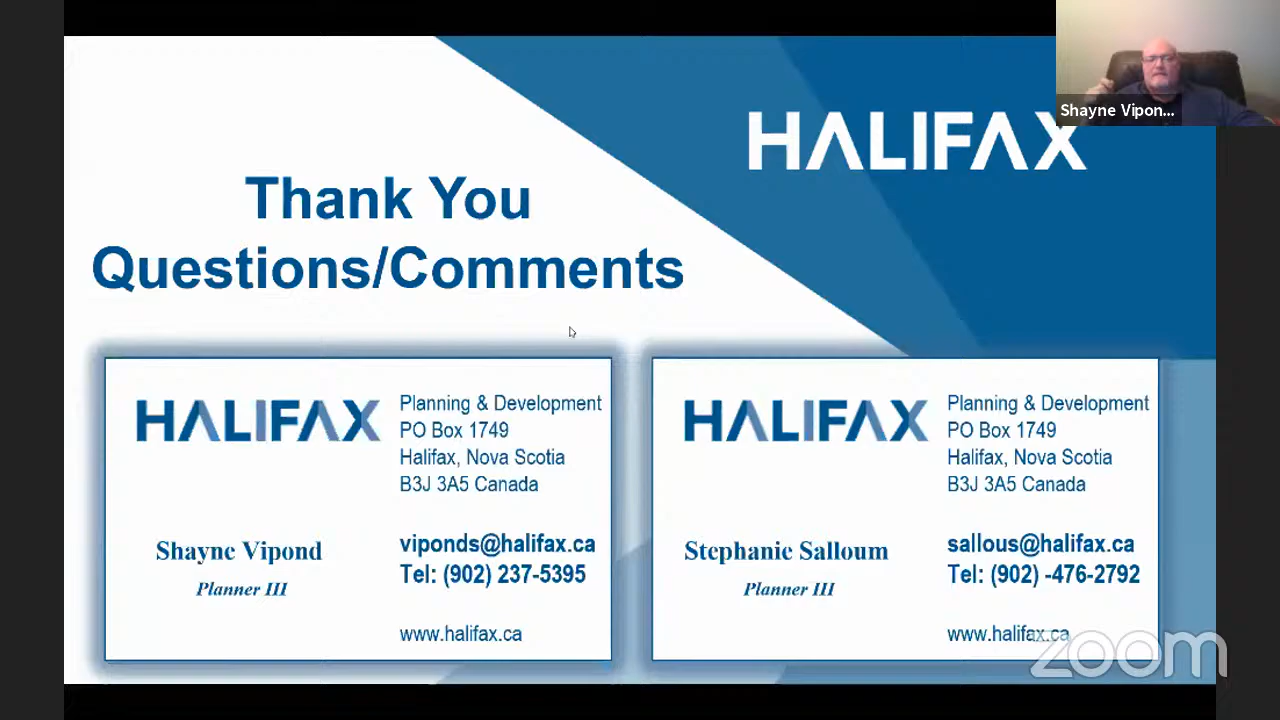 HALIFAX
Shayne Vipon...
Thank You
Questions/Comments
HALIFAX
Planning & Development
PO Box 1749
Halifax, Nova Scotia
B3J 3A5 Canada
Shayne Vipond
Planner III
viponds@halifax.ca
Tel: (902) 237-5395
www.halifax.ca
HALIFAX
Planning & Development
PO Box 1749
Halifax, Nova Scotia
B3J 3A5 Canada
Stephanie Salloum
Planner III
sallous@halifax.ca
Tel: (902) -476-2792
www.halifax.ca
zoom